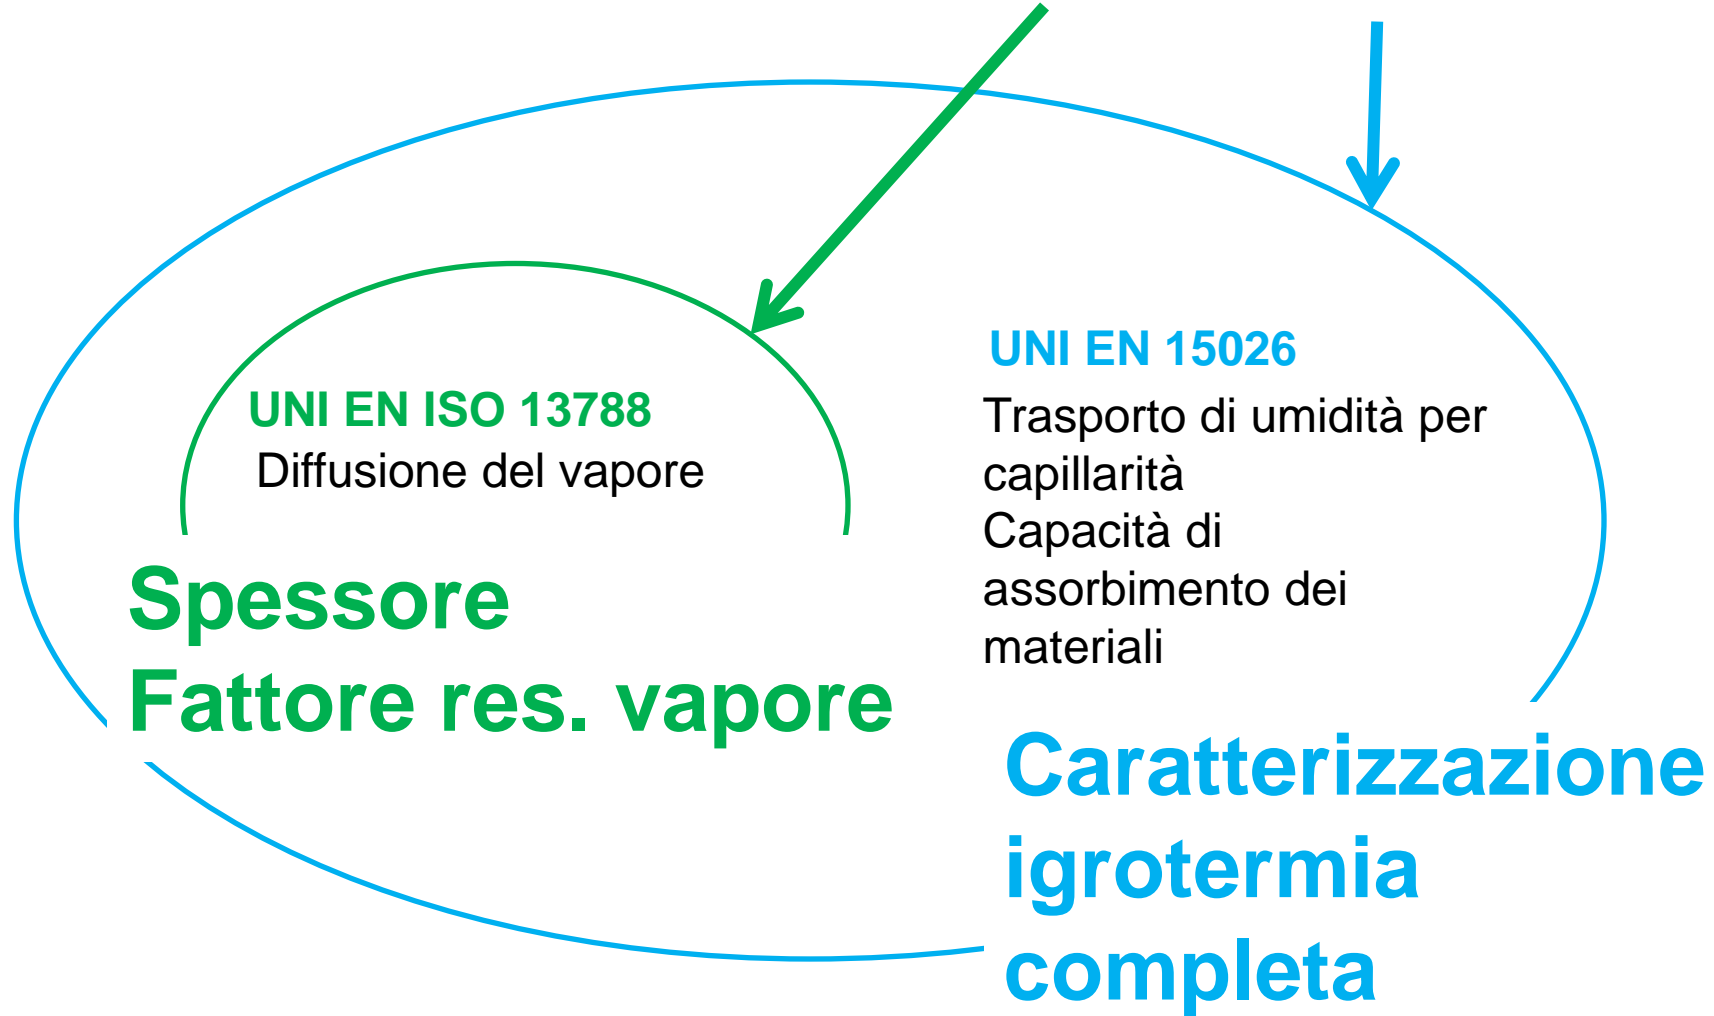 UNI EN ISO 13788
Diffusione del vapore
Spessore
Fattore res. vapore
UNI EN 15026
Trasporto di umidità per
capillarità
Capacità di
assorbimento dei
materiali
Caratterizzazione
igrotermia
completa